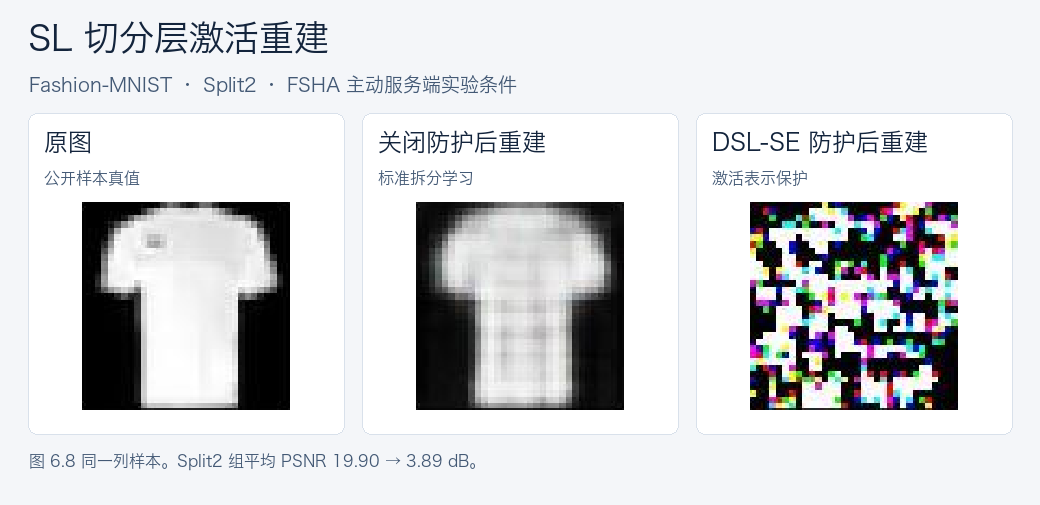 SL 切分层激活重建
Fashion-MNIST · Split2 · FSHA 主动服务端实验条件
原图
公开样本真值
关闭防护后重建
标准拆分学习
DSL-SE 防护后重建
激活表示保护
图 6.8 同一列样本。Split2 组平均 PSNR 19.90 → 3.89 dB。